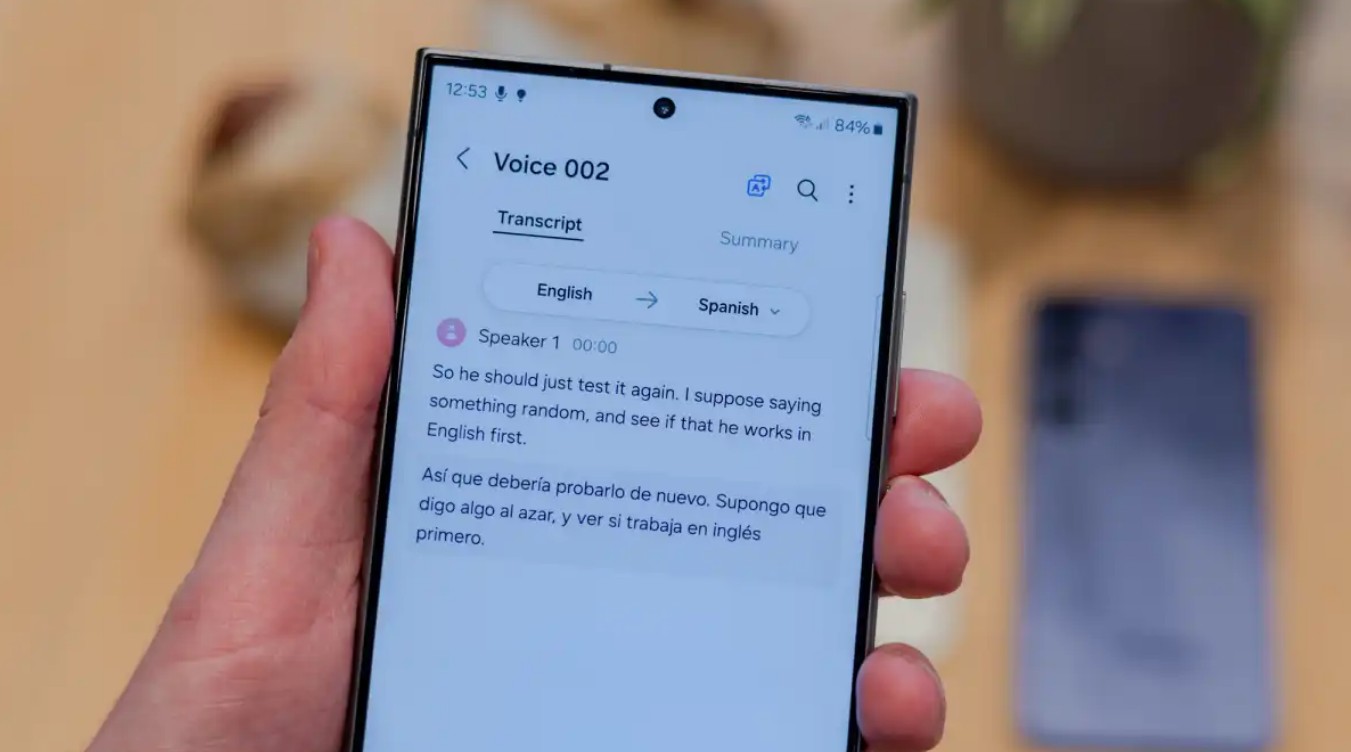 12:53
84%
Voice 002
Transcript
Summary
English → Spanish
Speaker 1 00:00
So he should just test it again. I suppose saying
something random, and see if that he works in
English first.
Así que debería probarlo de nuevo. Supongo que
digo algo al azar, y ver si trabaja en inglés
primero.